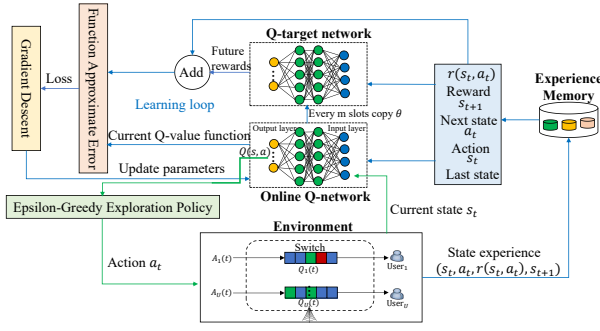 Q-target network
Gradient Descent
Loss
Function Approximate Error
Add
Future
rewards
Learning loop
Every m slots copy θ
r(s_t, a_t)
Reward
s_{t+1}
Next state
a_t
Action
s_t
Last state
Experience
Memory
Current Q-value function
Output layer
Input layer
Q(s,a)
Update parameters
Online Q-network
Epsilon-Greedy Exploration Policy
Current state s_t
Environment
Action a_t
Switch
A_1(t)
Q_1(t)
User_1
A_U(t)
Q_U(t)
User_U
State experience
(s_t, a_t, r(s_t, a_t), s_{t+1})